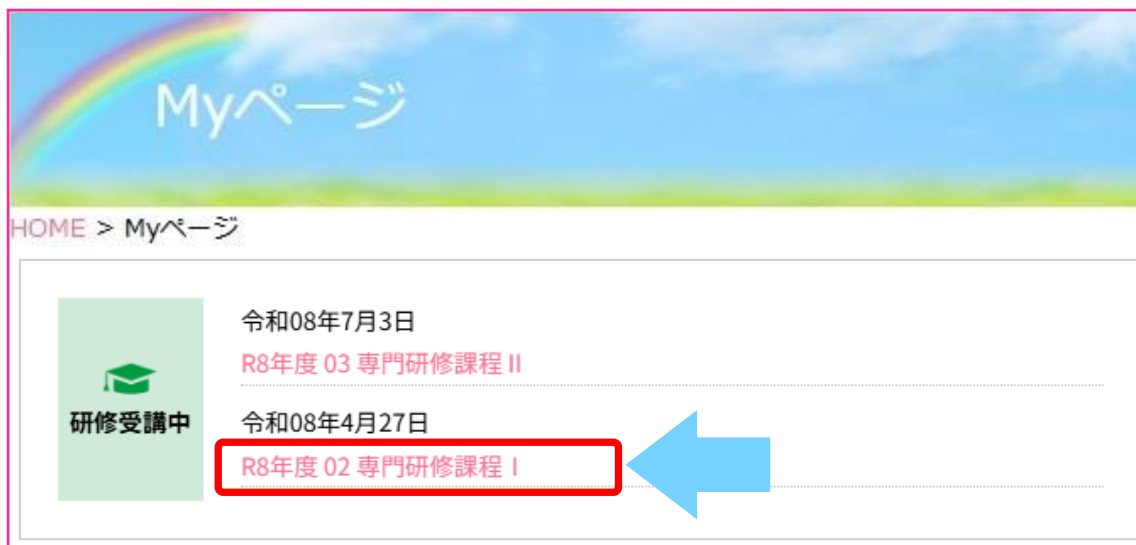 Myページ
HOME > Myページ
研修受講中
令和08年7月3日
R8年度 03 専門研修課程Ⅱ
令和08年4月27日
R8年度 02 専門研修課程Ⅰ